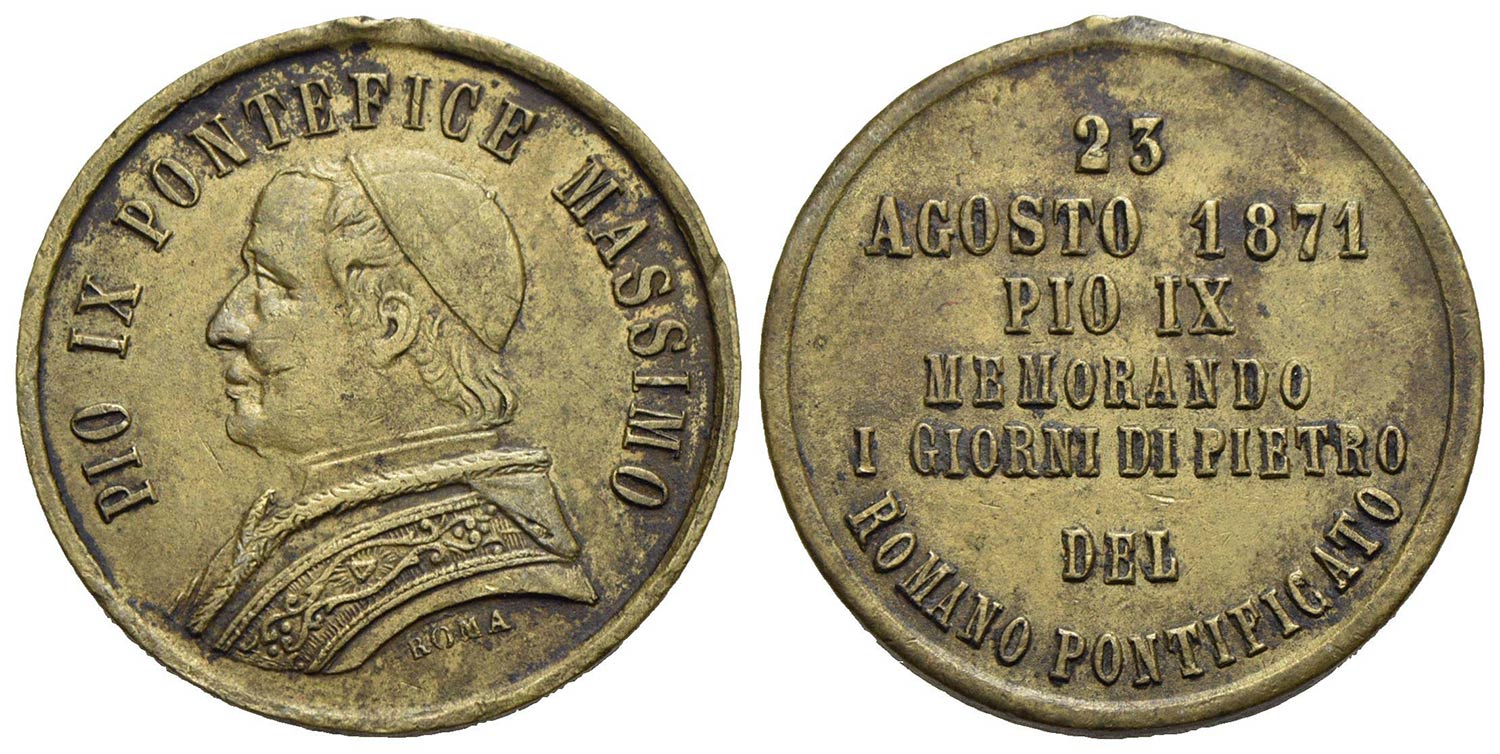 PIO IX PONTEFICE MASSIMO
ROMA
23
AGOSTO 1871
PIO IX
MEMORANDO
I GIORNI DI PIETRO
DEL
ROMANO PONTIFICATO